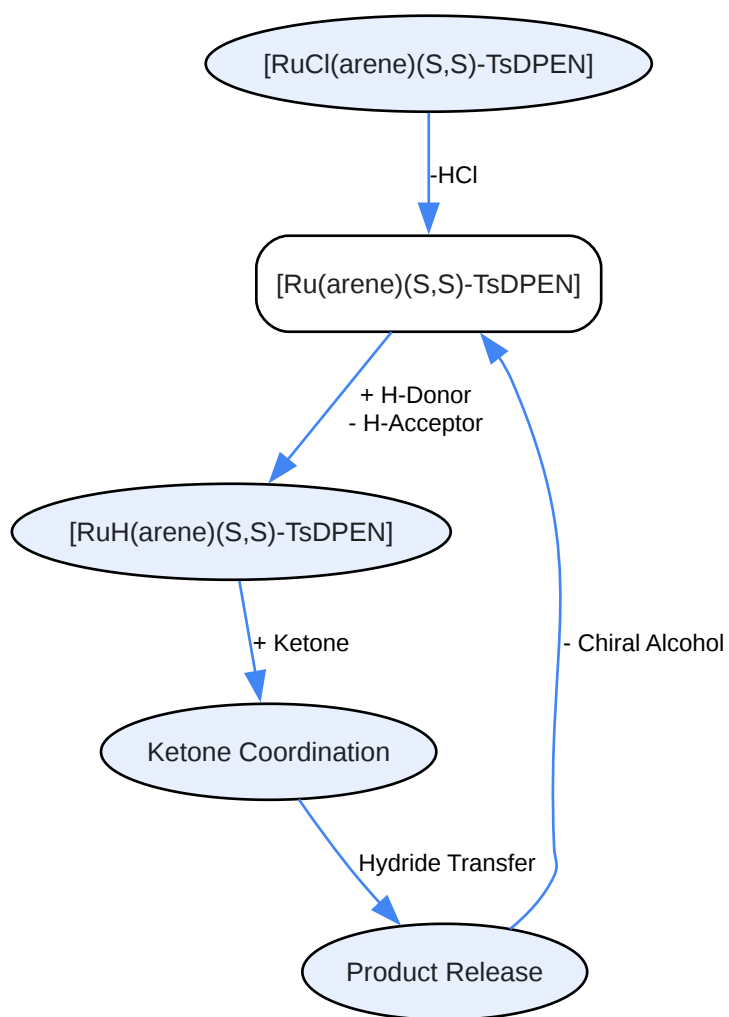 [RuCl(arene)(S,S)-TsDPEN]
-HCl
[Ru(arene)(S,S)-TsDPEN]
+ H-Donor
- H-Acceptor
[RuH(arene)(S,S)-TsDPEN]
+ Ketone
- Chiral Alcohol
Ketone Coordination
Hydride Transfer
Product Release